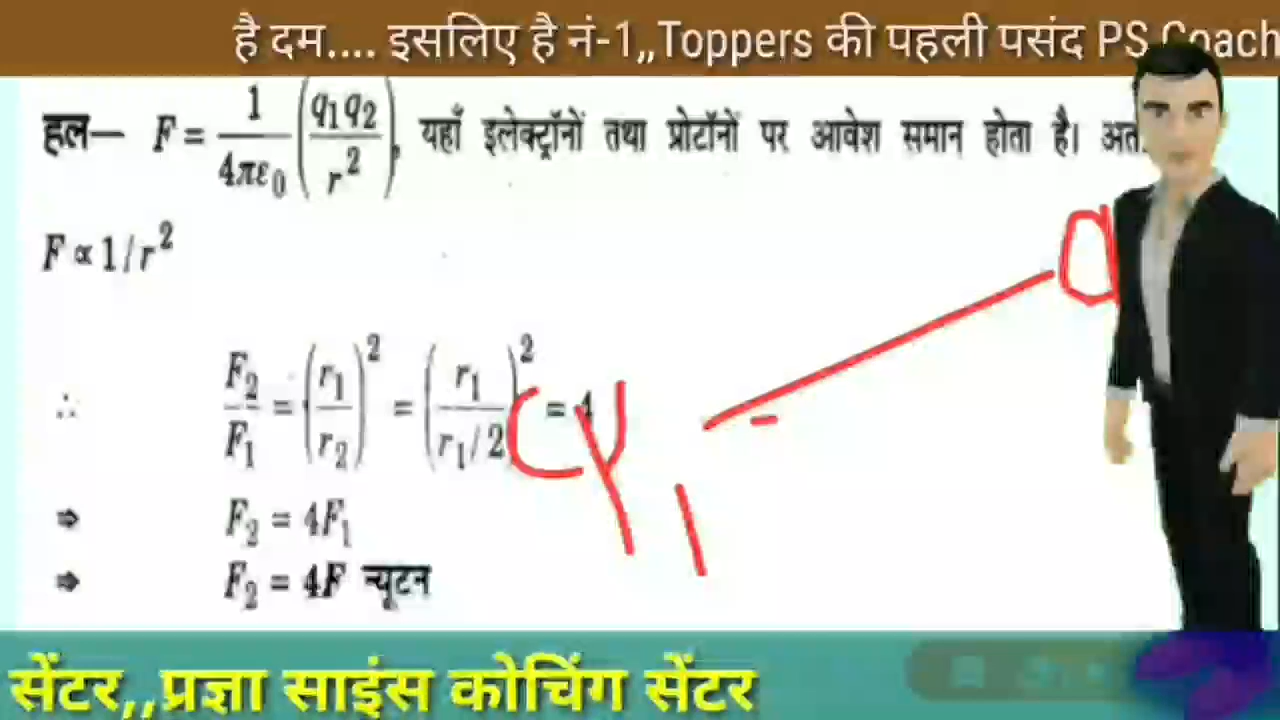 है दम.... इसलिए है नं-1,,Toppers की पहली पसंद PS Coach
हल— F = 1/4πε₀ (q₁q₂/r²), यहाँ इलेक्ट्रॉनों तथा प्रोटॉनों पर आवेश समान होता है। अत
F ∝ 1/r²
∴ F₂/F₁ = (r₁/r₂)² = (r₁/r₁/2)² = 4
⇒ F₂ = 4F₁
⇒ F₂ = 4F न्यूटन
सेंटर,,प्रज्ञा साइंस कोचिंग सेंटर